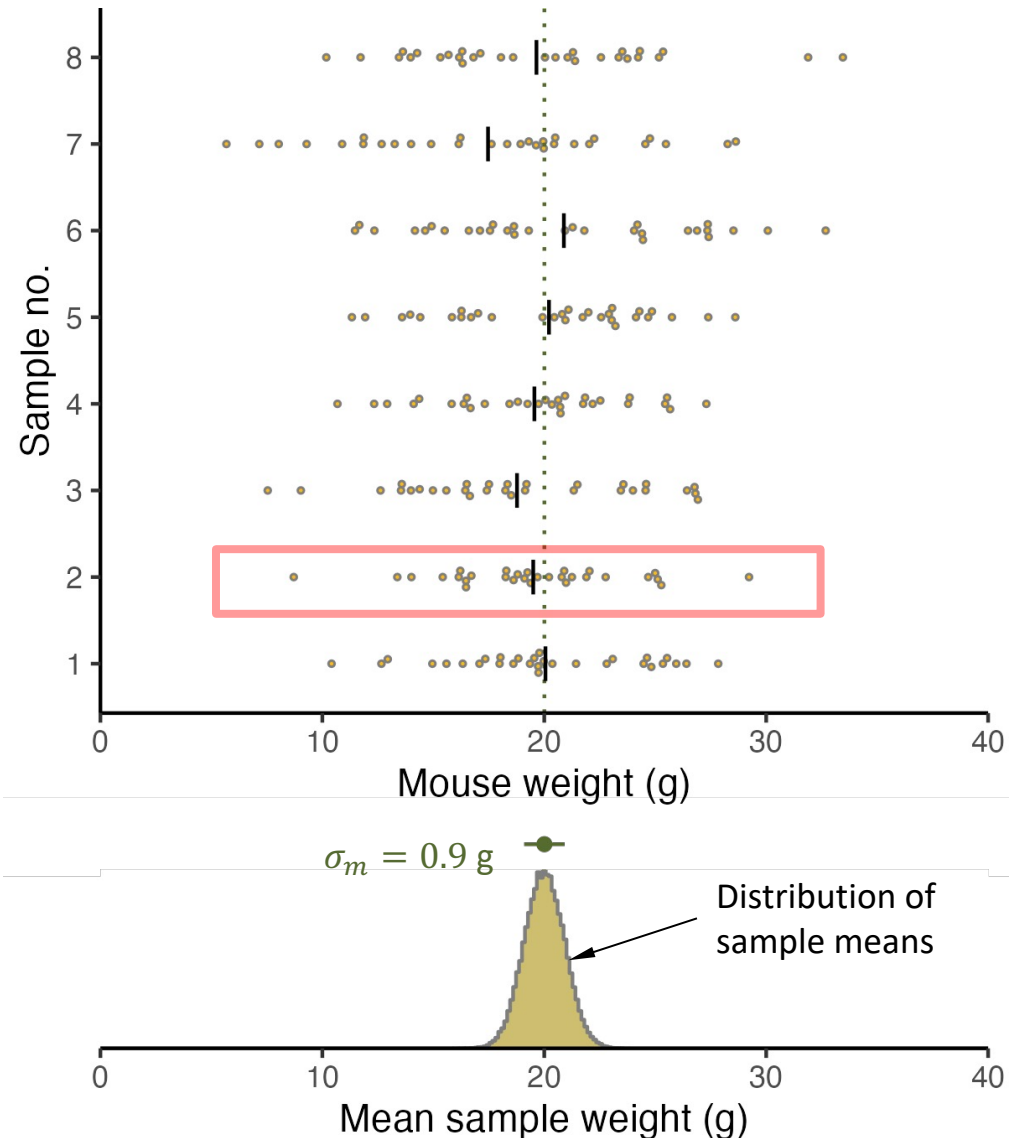 8
7
6
5
4
3
2
1
Sample no.
0 10 20 30 40
Mouse weight (g)
σₘ = 0.9 g
Distribution of
sample means
0 10 20 30 40
Mean sample weight (g)